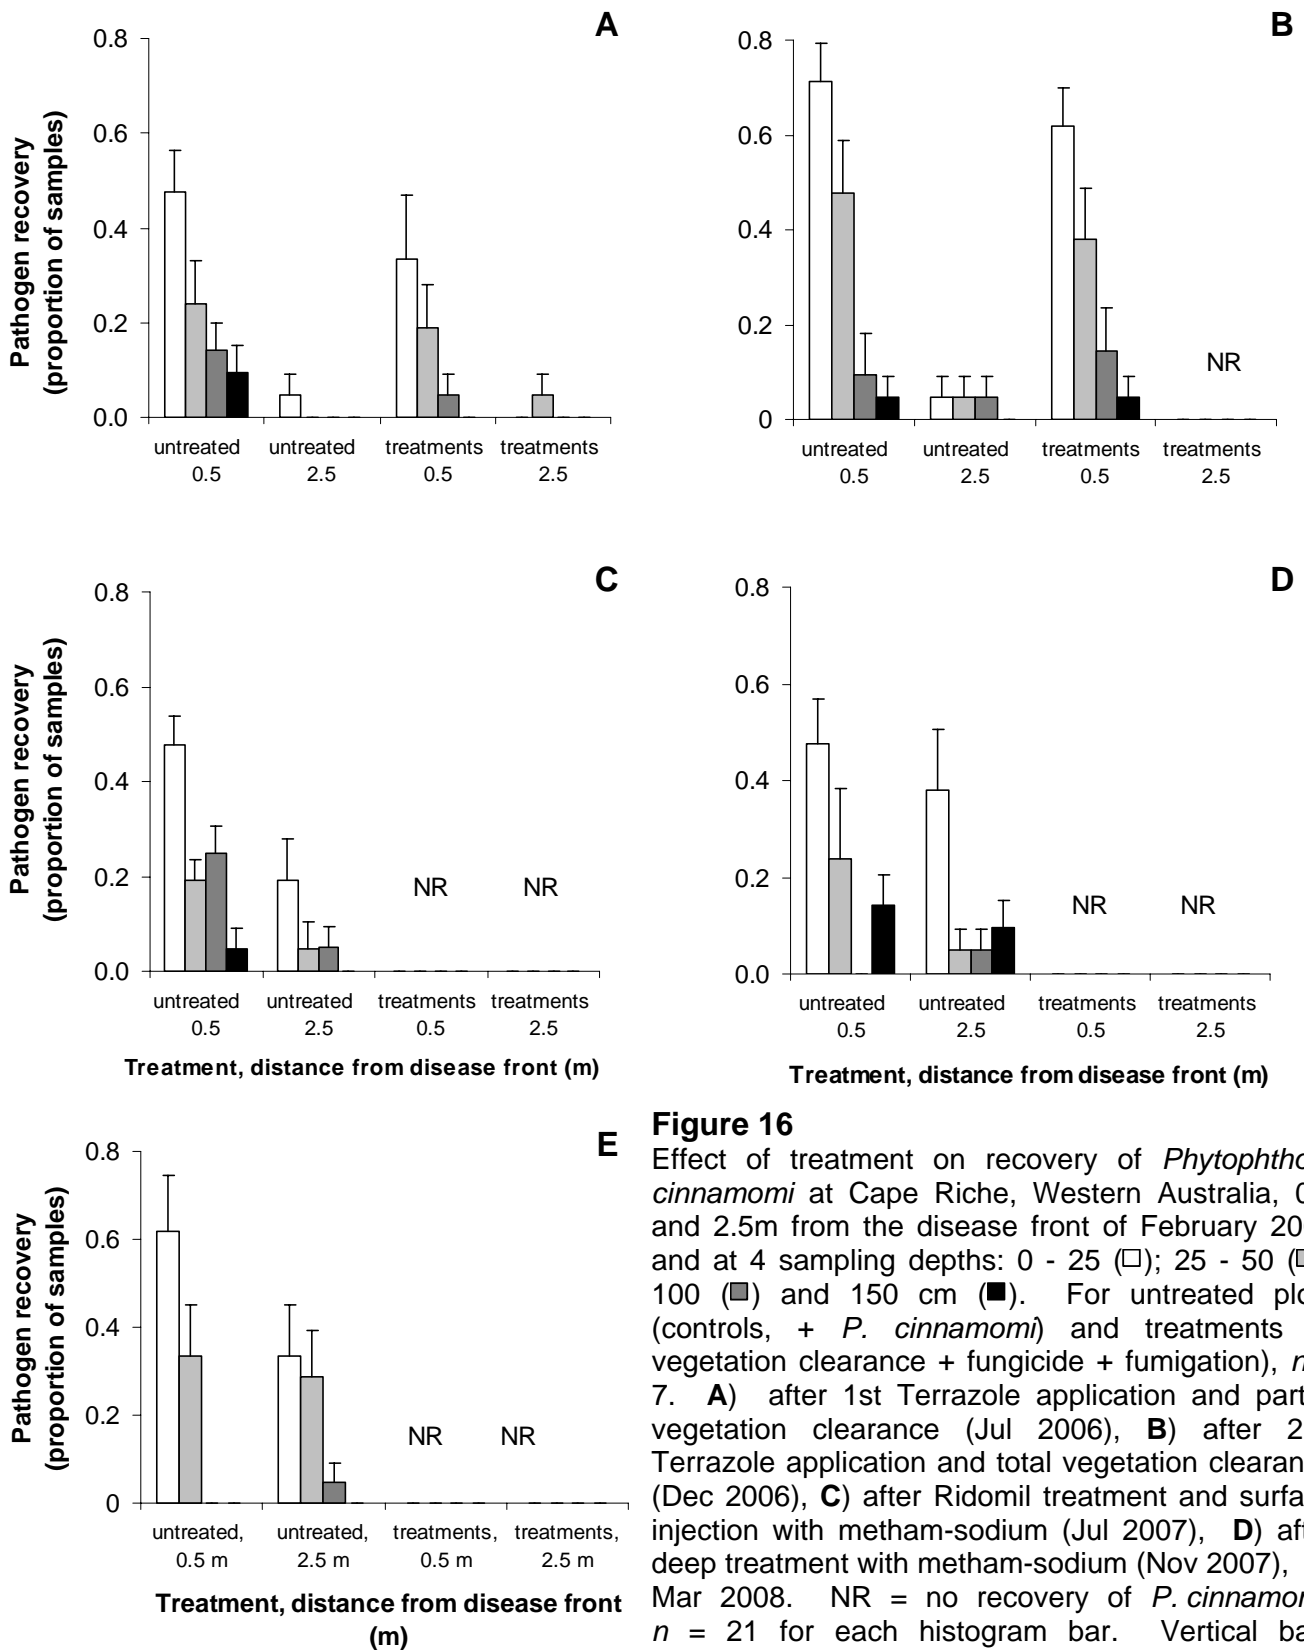 A
Pathogen recovery
(proportion of samples)
0.8
0.6
0.4
0.2
0.0
untreated 0.5
untreated 2.5
treatments 0.5
treatments 2.5
B
0.8
0.6
0.4
0.2
0
NR
untreated 0.5
untreated 2.5
treatments 0.5
treatments 2.5
C
Pathogen recovery
(proportion of samples)
0.8
0.6
0.4
0.2
0.0
NR
NR
untreated 0.5
untreated 2.5
treatments 0.5
treatments 2.5
Treatment, distance from disease front (m)
D
0.8
0.6
0.4
0.2
0.0
NR
NR
untreated 0.5
untreated 2.5
treatments 0.5
treatments 2.5
Treatment, distance from disease front (m)
E
Pathogen recovery
(proportion of samples)
0.8
0.6
0.4
0.2
0
NR
NR
untreated, 0.5 m
untreated, 2.5 m
treatments, 0.5 m
treatments, 2.5 m
Treatment, distance from disease front
(m)
Figure 16
Effect of treatment on recovery of
cinnamomi at Cape Riche, Western Australia,
and 2.5m from the disease front of February
and at 4 sampling depths: 0 - 25 (□); 25 - 50
100 (■) and 150 cm (■). For untreated
(controls, + P. cinnamomi) and treatments
vegetation clearance + fungicide + fumigation),
7. A) after 1st Terrazole application and
vegetation clearance (Jul 2006), B) after
Terrazole application and total vegetation
(Dec 2006), C) after Ridomil treatment and
injection with metham-sodium (Jul 2007), D)
deep treatment with metham-sodium (Nov 2007),
Mar 2008. NR = no recovery of P.
n = 21 for each histogram bar. Vertical